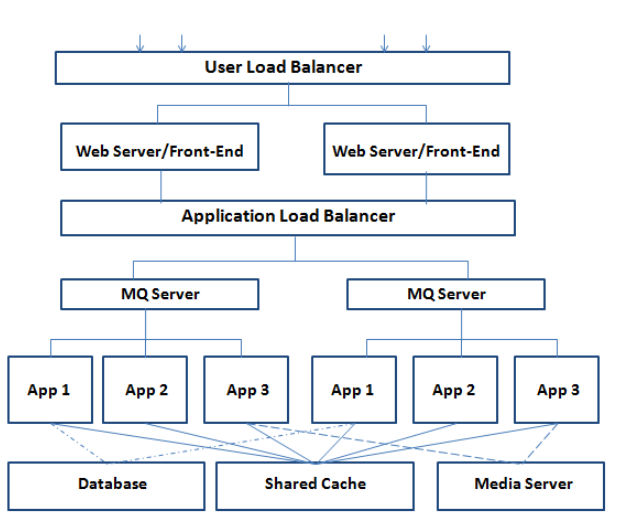 User Load Balancer
Web Server/Front-End
Web Server/Front-End
Application Load Balancer
MQ Server
MQ Server
App 1
App 2
App 3
App 1
App 2
App 3
Database
Shared Cache
Media Server